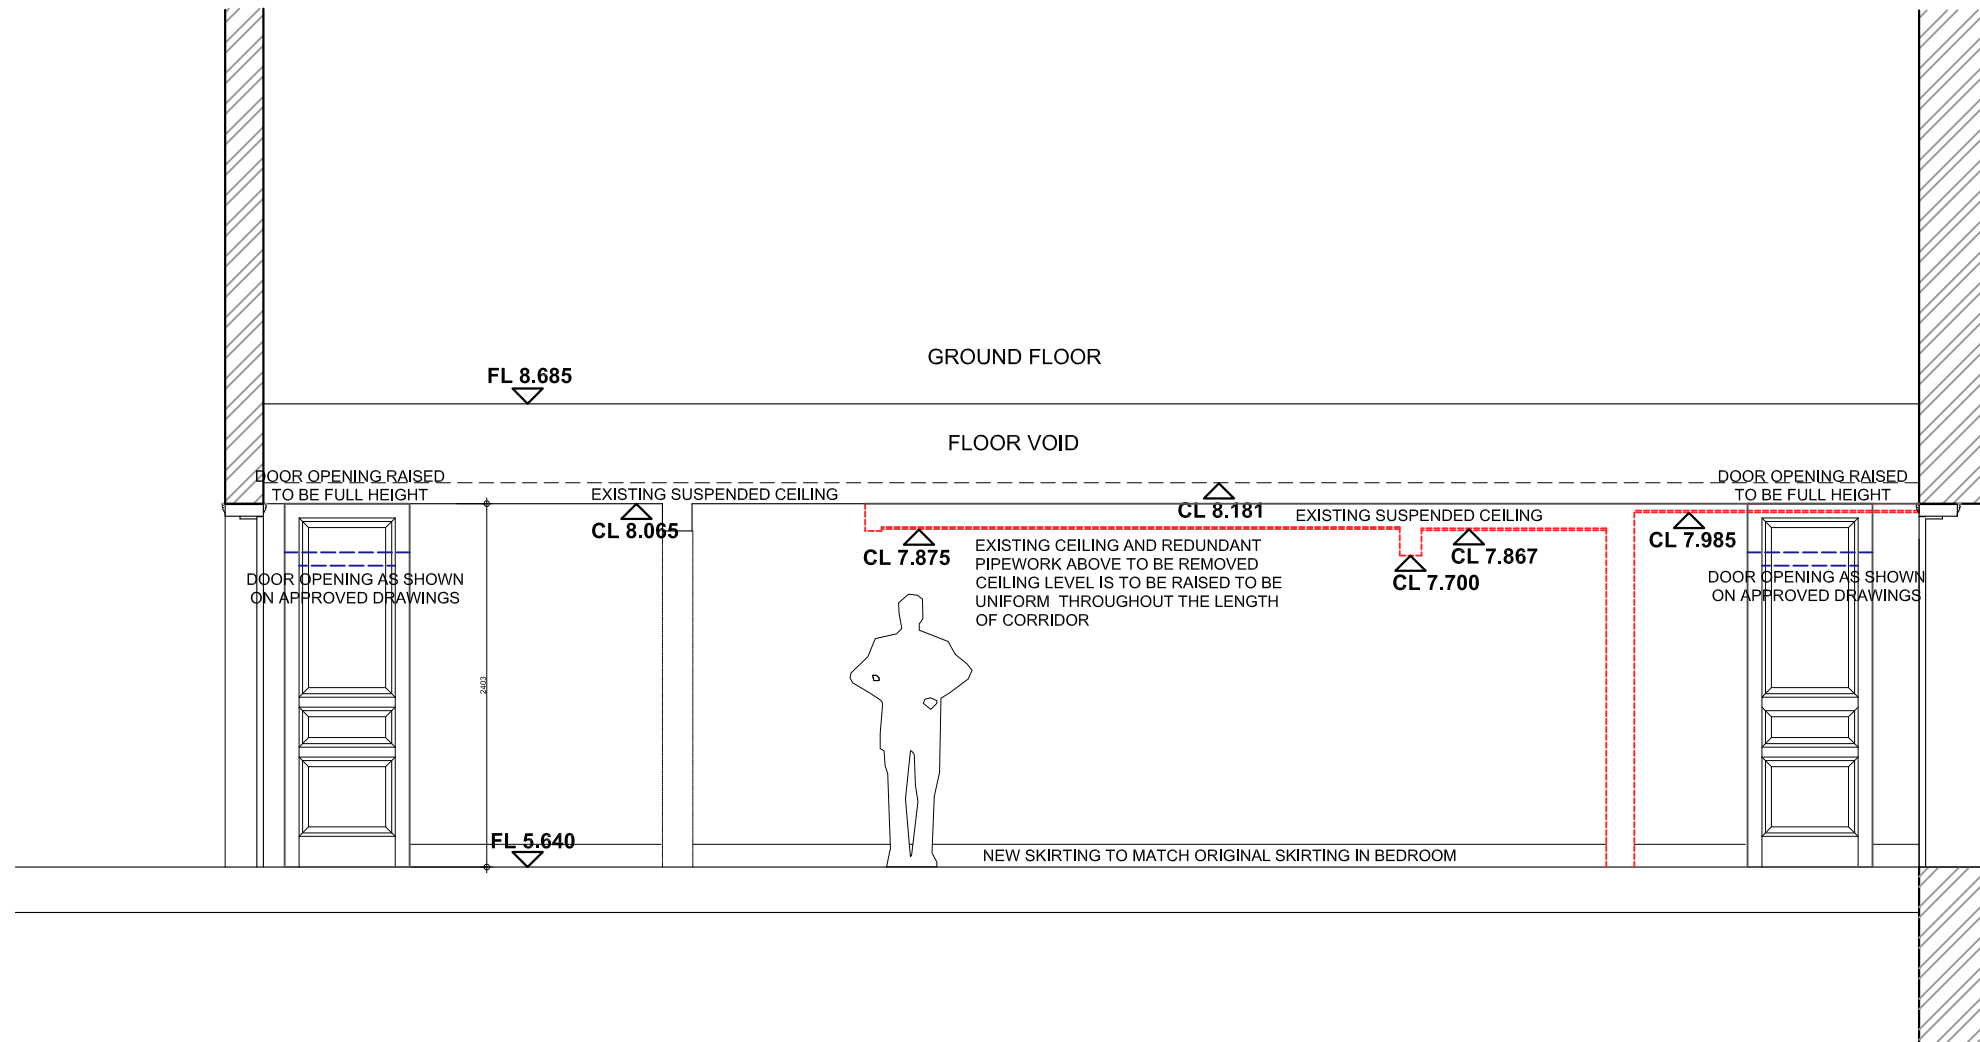 GROUND FLOOR
FL 8.685
FLOOR VOID
DOOR OPENING RAISED
TO BE FULL HEIGHT
EXISTING SUSPENDED CEILING
CL 8.065
CL 8.181
EXISTING SUSPENDED CEILING
DOOR OPENING RAISED
TO BE FULL HEIGHT
CL 7.875
EXISTING CEILING AND REDUNDANT
PIPEWORK ABOVE TO BE REMOVED
CEILING LEVEL IS TO BE RAISED TO BE
UNIFORM THROUGHOUT THE LENGTH
OF CORRIDOR
CL 7.700
CL 7.867
CL 7.985
DOOR OPENING AS SHOWN
ON APPROVED DRAWINGS
DOOR OPENING AS SHOWN
ON APPROVED DRAWINGS
2403
FL 5.640
NEW SKIRTING TO MATCH ORIGINAL SKIRTING IN BEDROOM